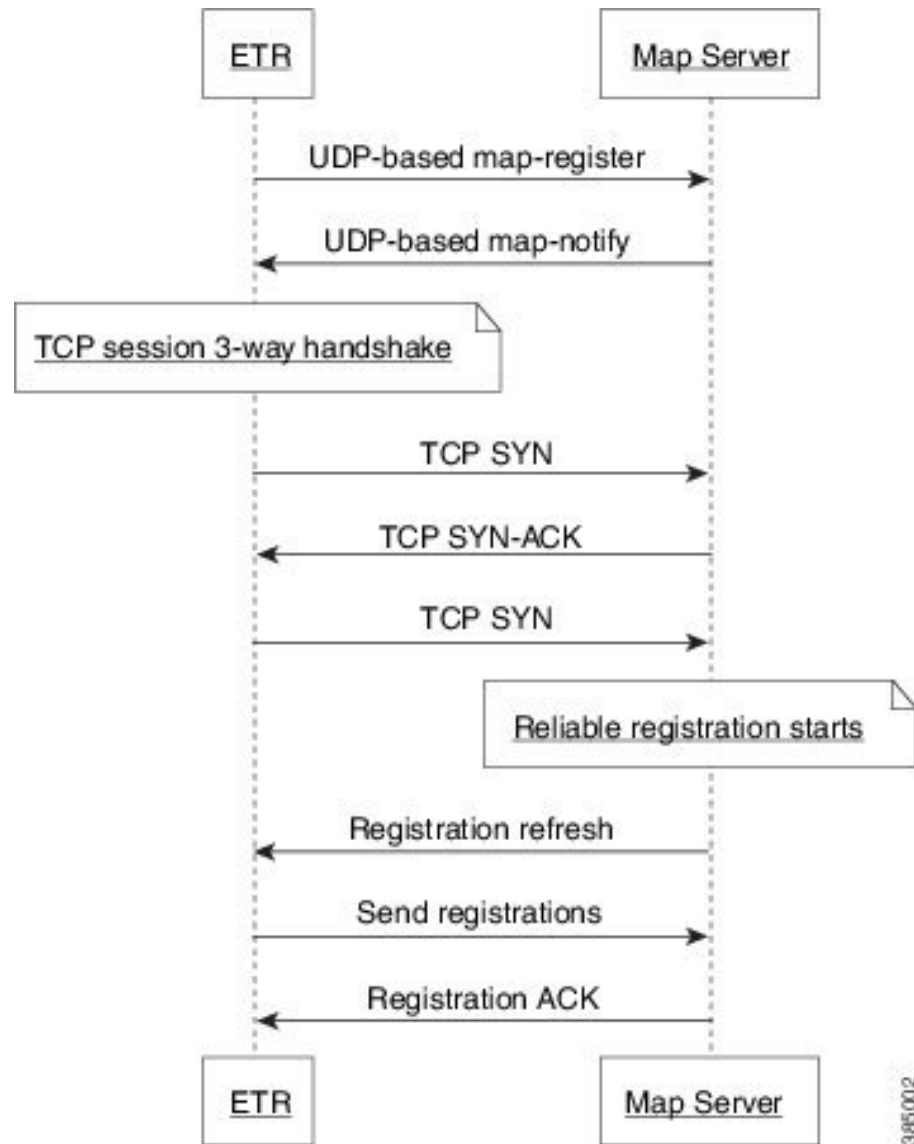 ETR
Map Server
UDP-based map-register
UDP-based map-notify
TCP session 3-way handshake
TCP SYN
TCP SYN-ACK
TCP SYN
Reliable registration starts
Registration refresh
Send registrations
Registration ACK
ETR
Map Server
385002